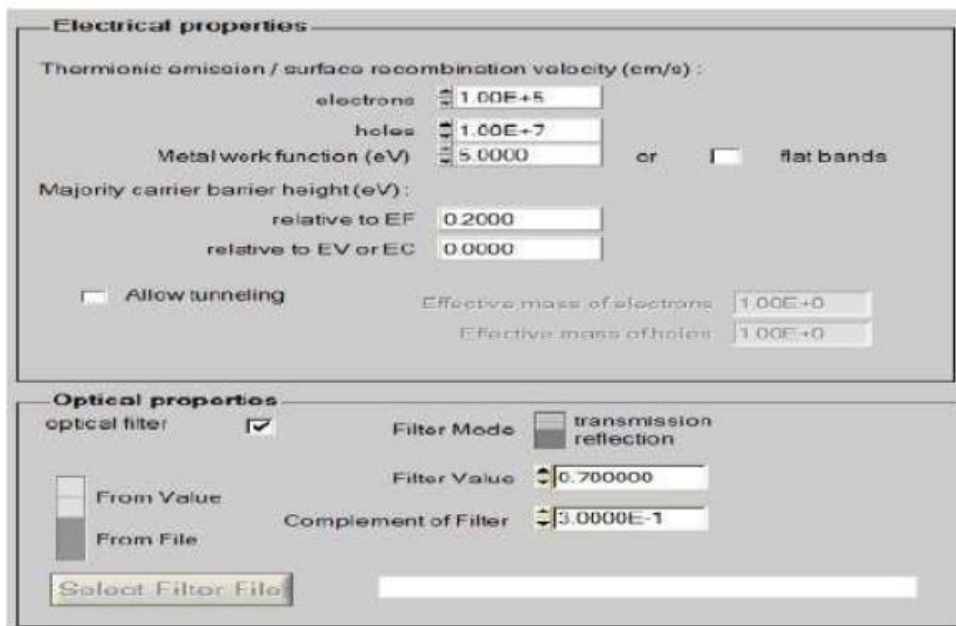 Electrical properties
Thermionic emission / surface recombination velocity (cm/s) :
electrons 1.00E+5
holes 1.00E+7
Metal work function (eV) 5.0000 or flat bands
Majority carrier barrier height (eV) :
relative to EF 0.2000
relative to EV or EC 0.0000
Allow tunneling
Effective mass of electrons 1.00E+0
Effective mass of holes 1.00E+0
Optical properties
optical filter
Filter Mode transmission
reflection
Filter Value 0.700000
From Value
Complement of Filter 3.0000E-1
From File
Select Filter File